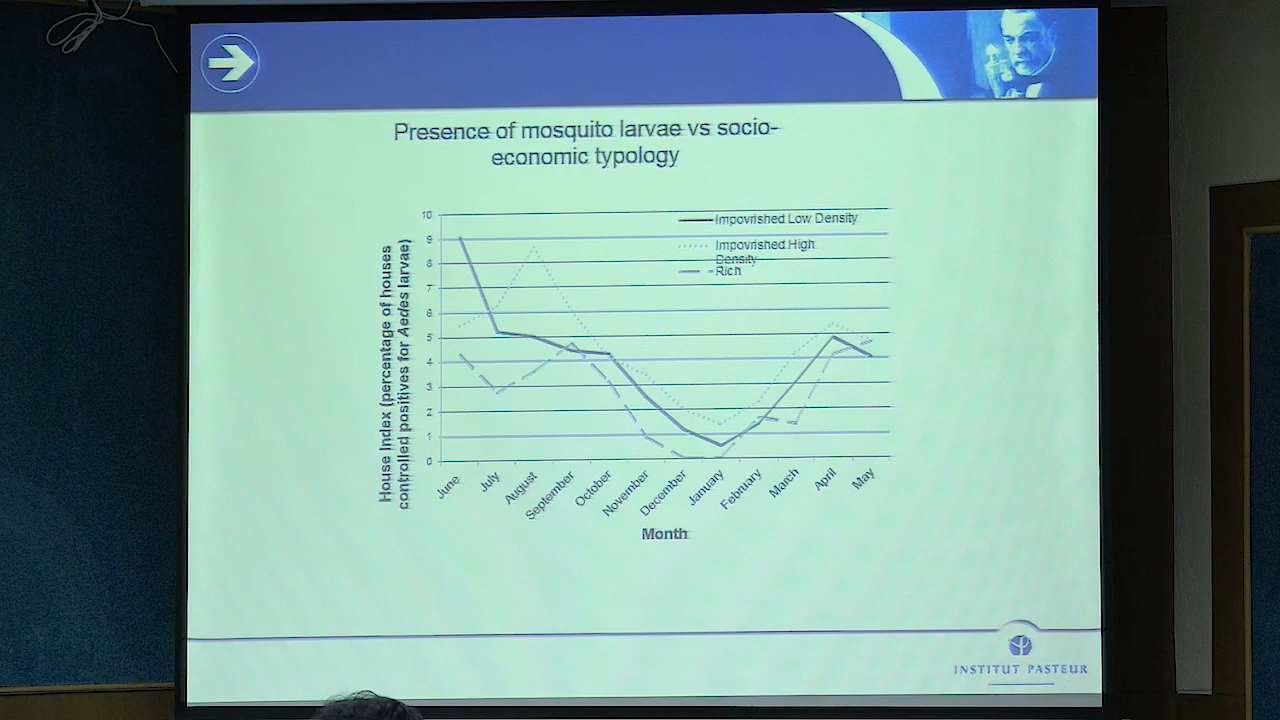 Presence of mosquito larvae vs socio-
economic typology
House Index (percentage of houses
controlled positives for Aedes larvae)
10
9
8
7
6
5
4
3
2
1
0
Impovrished Low Density
Impovrished High
Density
Rich
June
July
August
September
October
November
December
January
February
March
April
May
Month
INSTITUT PASTEUR